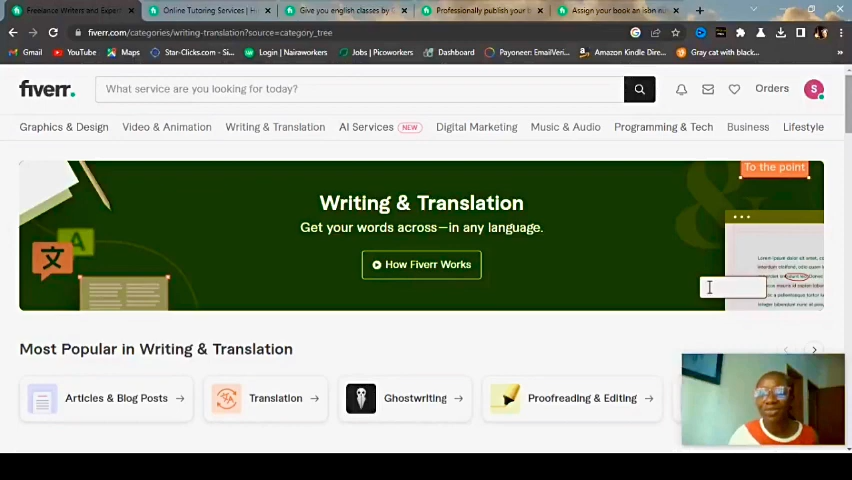 Freelance Writers and Expert
Online Tutoring Services | H
Give you english classes by
Professionally publish your b
Assign your book an isbn nu
fiverr.com/categories/writing-translation?source=category_tree
Gmail
YouTube
Maps
Star-Clicks.com - Si...
Login | Nairaworkers
Jobs | Picoworkers
Dashboard
Payoneer: EmailVeri...
Amazon Kindle Dire...
Gray cat with black...
fiverr.
What service are you looking for today?
Orders
S
Graphics & Design
Video & Animation
Writing & Translation
AI Services NEW
Digital Marketing
Music & Audio
Programming & Tech
Business
Lifestyle
To the point
Writing & Translation
Get your words across—in any language.
How Fiverr Works
文
A
Most Popular in Writing & Translation
Articles & Blog Posts
Translation
Ghostwriting
Proofreading & Editing